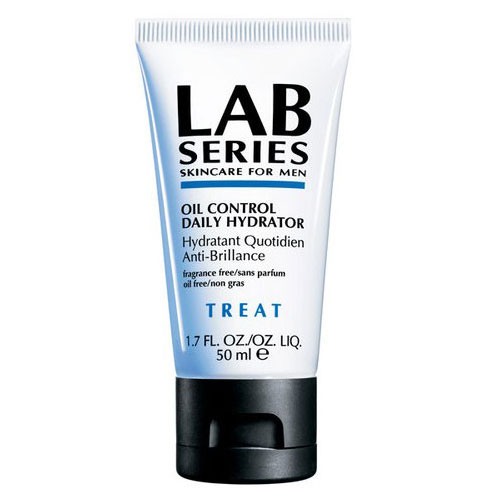 LAB
SERIES
SKINCARE FOR MEN
OIL CONTROL
DAILY HYDRATOR
Hydratant Quotidien
Anti-Brillance
fragrance free/sans parfum
oil free/non gras
TREAT
1.7 FL. OZ./OZ. LIQ.
50 ml ℮